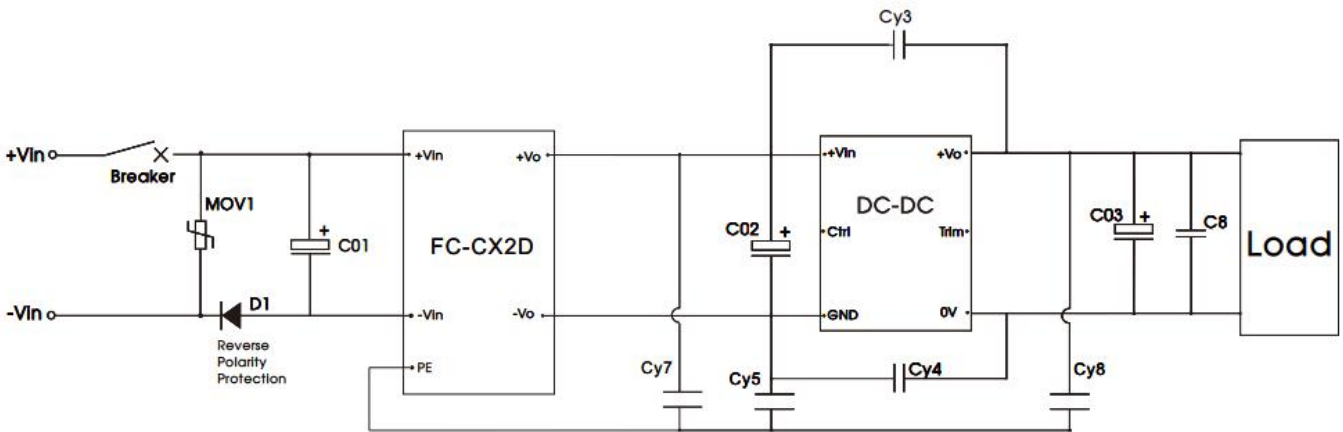 Cy3
+Vin
Breaker
MOV1
+
C01
-Vin
D1
Reverse
Polarity
Protection
+Vin
+Vo
FC-CX2D
-Vin
-Vo
PE
Cy7
C02
+
Cy5
+Vin
+Vo
DC-DC
Ctrl
Trim
GND
0V
Cy4
Cy8
C03
+
C8
Load